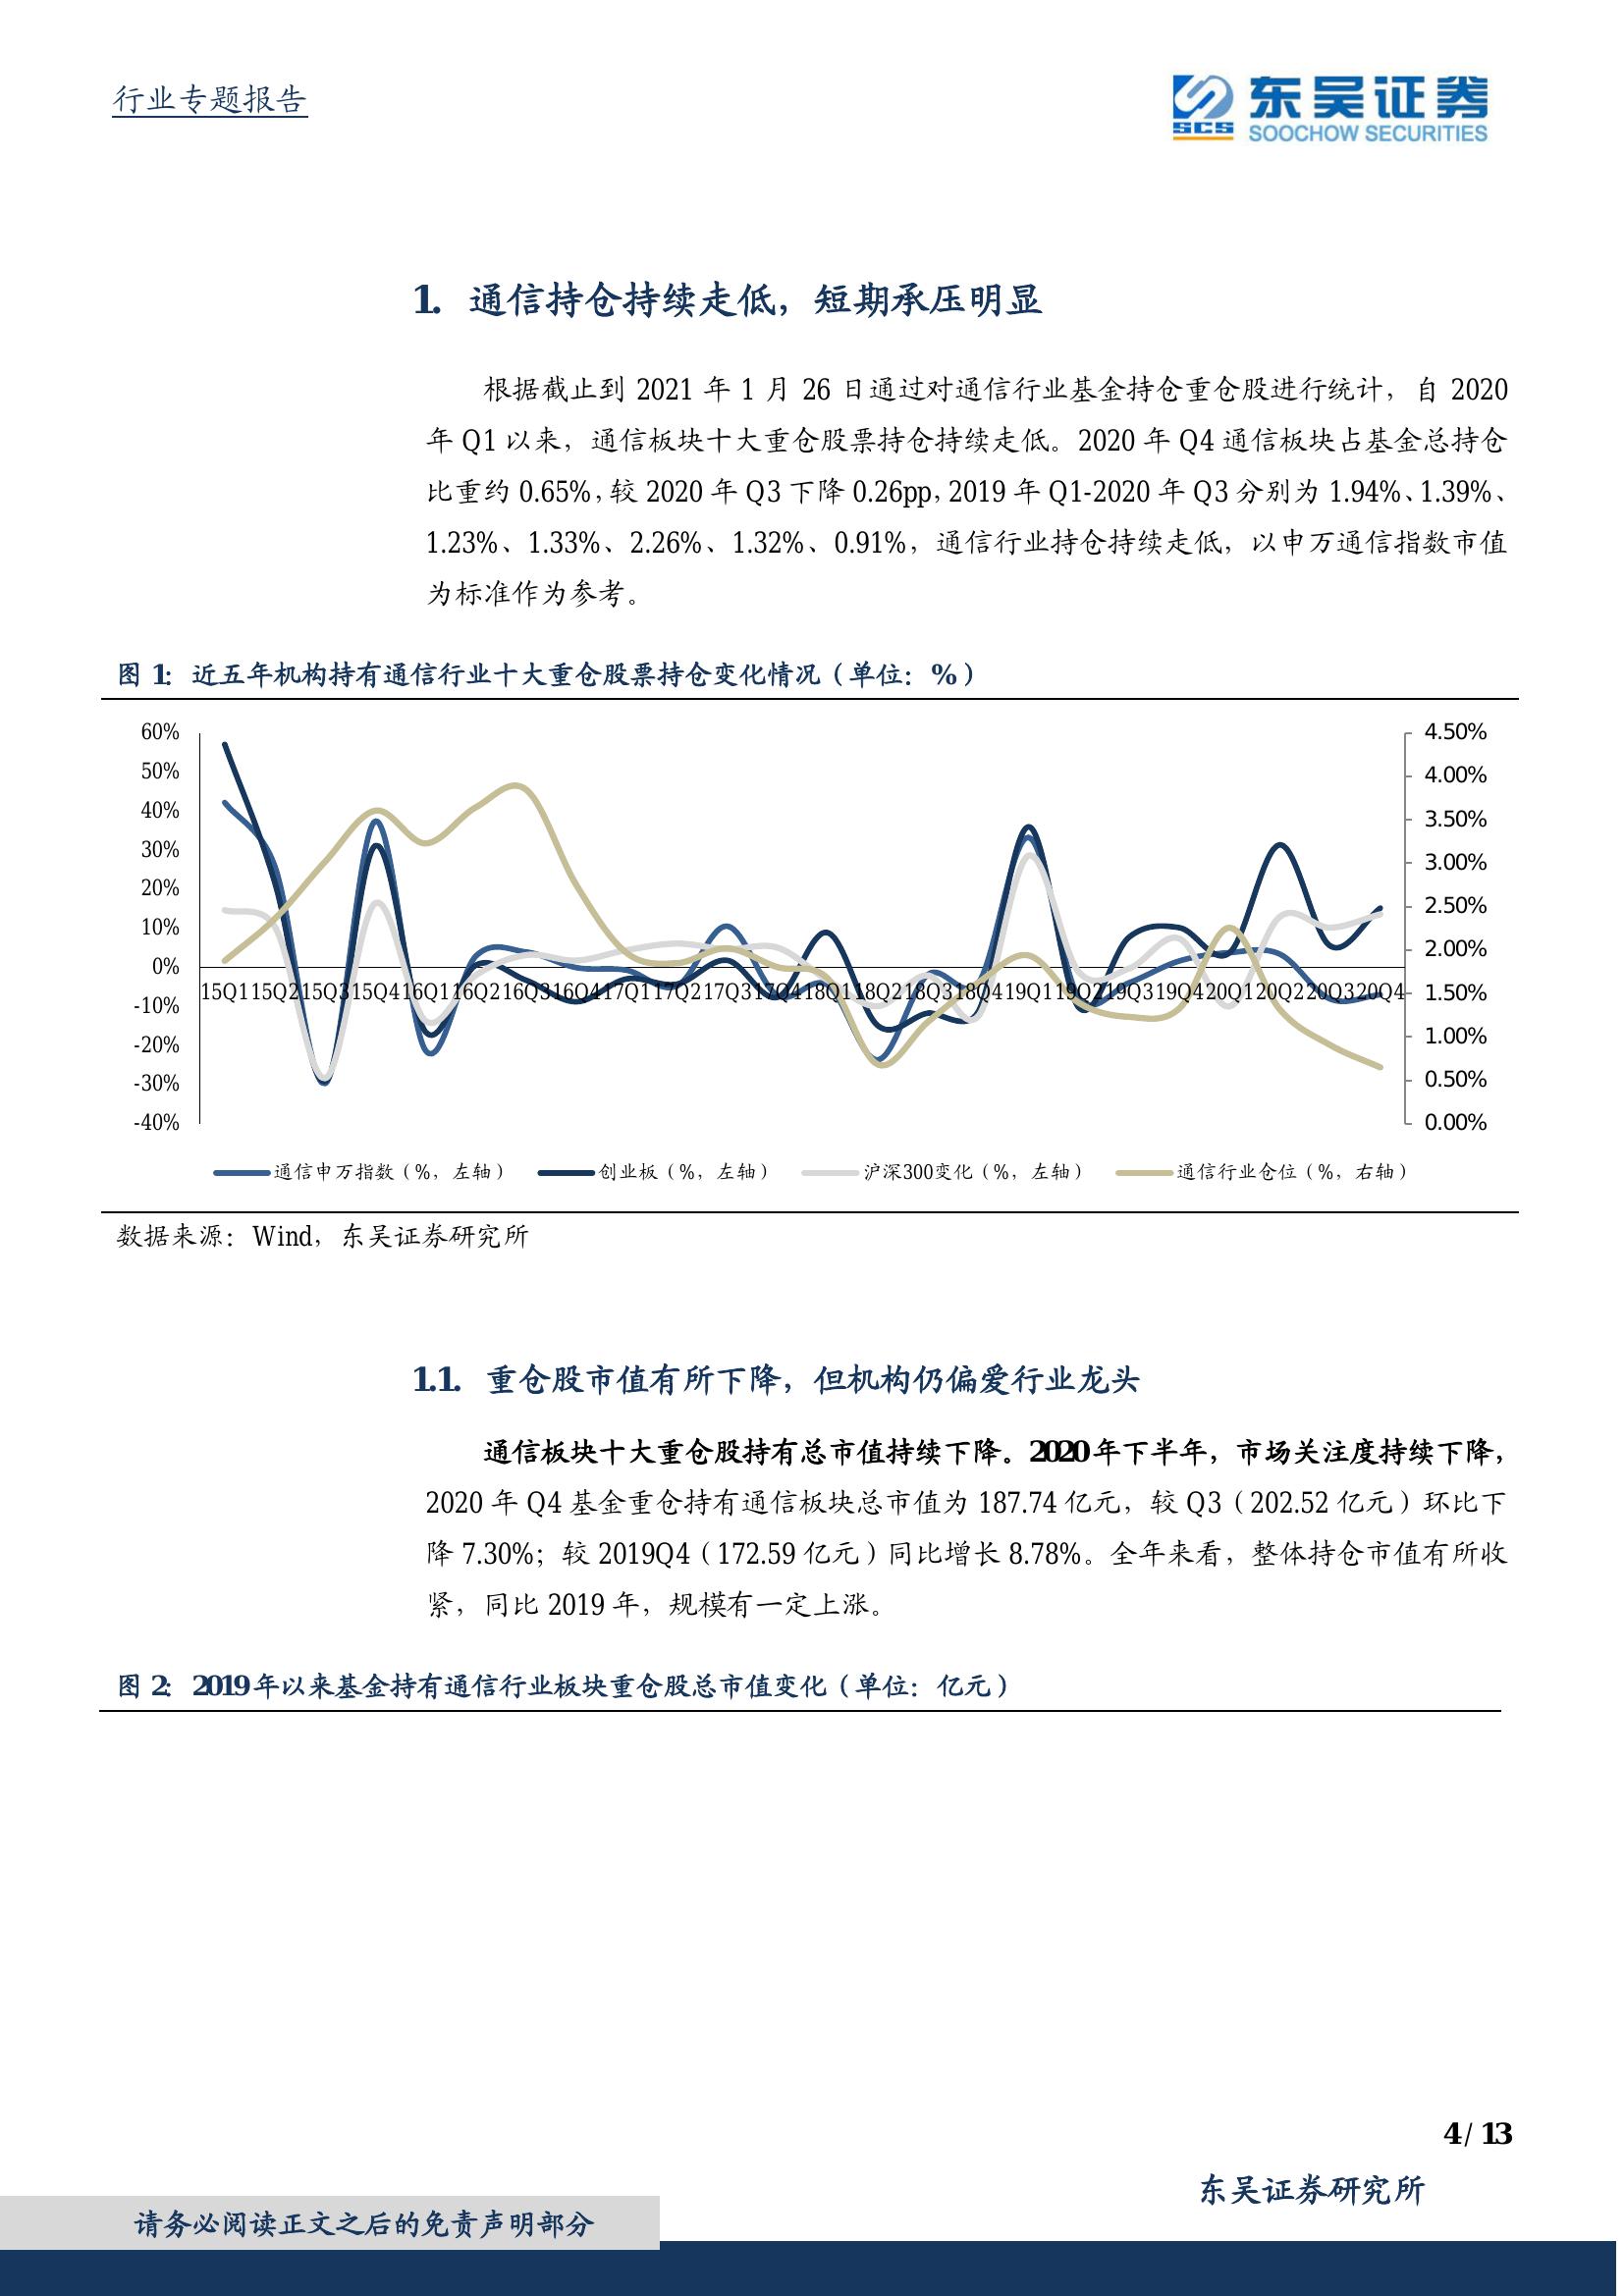 行业专题报告
东吴证券
SCS
SOOCHOW SECURITIES
1. 通信持仓持续走低，短期承压明显
根据截止到 2021 年 1 月 26 日通过对通信行业基金持仓重仓股进行统计，自 2020
年 Q1 以来，通信板块十大重仓股票持仓持续走低。2020 年 Q4 通信板块占基金总持仓
比重约 0.65%，较 2020 年 Q3 下降 0.26pp，2019 年 Q1-2020 年 Q3 分别为 1.94%、1.39%、
1.23%、1.33%、2.26%、1.32%、0.91%，通信行业持仓持续走低，以申万通信指数市值
为标准作为参考。
图 1：近五年机构持有通信行业十大重仓股票持仓变化情况（单位：%）
60%
50%
40%
30%
20%
10%
0%
-10%
-20%
-30%
-40%
4.50%
4.00%
3.50%
3.00%
2.50%
2.00%
1.50%
1.00%
0.50%
0.00%
15Q1 15Q2 15Q3 15Q4 16Q1 16Q2 16Q3 16Q4 17Q1 17Q2 17Q3 17Q4 18Q1 18Q2 18Q3 18Q4 19Q1 19Q2 19Q3 19Q4 20Q1 20Q2 20Q3 20Q4
通信申万指数（%，左轴） 创业板（%，左轴） 沪深300变化（%，左轴） 通信行业仓位（%，右轴）
数据来源：Wind，东吴证券研究所
1.1. 重仓股市值有所下降，但机构仍偏爱行业龙头
通信板块十大重仓股持有总市值持续下降。2020 年下半年，市场关注度持续下降，
2020 年 Q4 基金重仓持有通信板块总市值为 187.74 亿元，较 Q3（202.52 亿元）环比下
降 7.30%；较 2019Q4（172.59 亿元）同比增长 8.78%。全年来看，整体持仓市值有所收
紧，同比 2019 年，规模有一定上涨。
图 2：2019 年以来基金持有通信行业板块重仓股总市值变化（单位：亿元）
4 / 13
东吴证券研究所
请务必阅读正文之后的免责声明部分